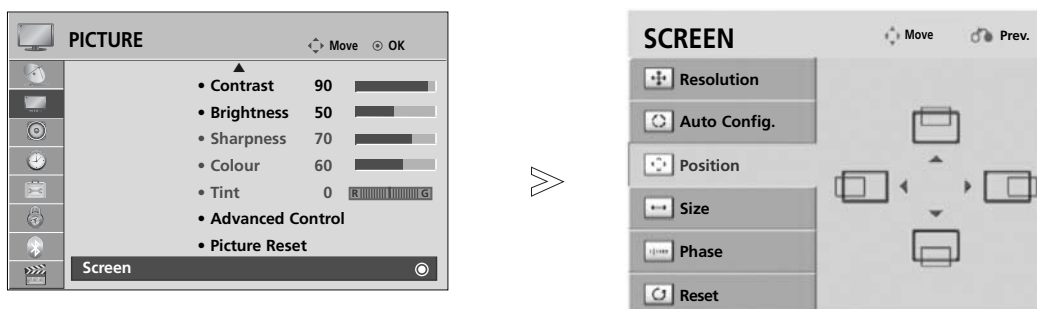 PICTURE
Move OK
• Contrast 90
• Brightness 50
• Sharpness 70
• Colour 60
• Tint 0 R G
• Advanced Control
• Picture Reset
Screen
SCREEN
Move Prev.
Resolution
Auto Config.
Position
Size
Phase
Reset